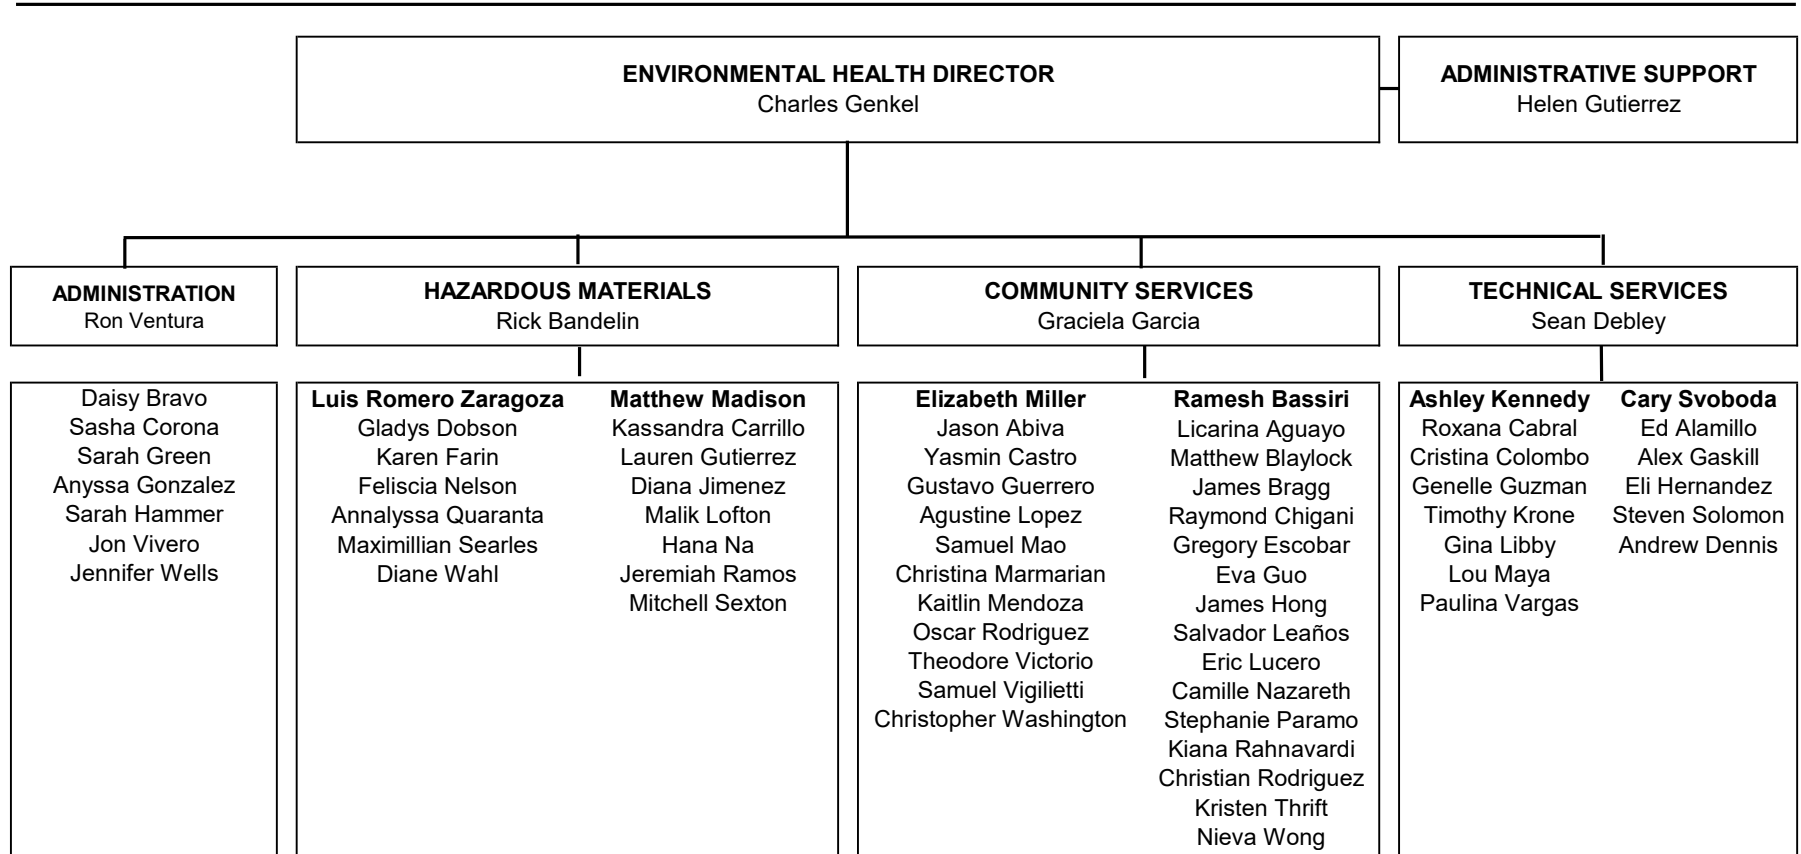 ENVIRONMENTAL HEALTH DIRECTOR
Charles Genkel
ADMINISTRATIVE SUPPORT
Helen Gutierrez
ADMINISTRATION
Ron Ventura
HAZARDOUS MATERIALS
Rick Bandelin
COMMUNITY SERVICES
Graciela Garcia
TECHNICAL SERVICES
Sean Debley
Daisy Bravo
Sasha Corona
Sarah Green
Anyssa Gonzalez
Sarah Hammer
Jon Vivero
Jennifer Wells
Luis Romero Zaragoza
Gladys Dobson
Karen Farin
Feliscia Nelson
Annalyssa Quaranta
Maximillian Searles
Diane Wahl
Matthew Madison
Kassandra Carrillo
Lauren Gutierrez
Diana Jimenez
Malik Lofton
Hana Na
Jeremiah Ramos
Mitchell Sexton
Elizabeth Miller
Jason Abiva
Yasmin Castro
Gustavo Guerrero
Agustine Lopez
Samuel Mao
Christina Marmarian
Kaitlin Mendoza
Oscar Rodriguez
Theodore Victorio
Samuel Vigilietti
Christopher Washington
Ramesh Bassiri
Licarina Aguayo
Matthew Blaylock
James Bragg
Raymond Chigani
Gregory Escobar
Eva Guo
James Hong
Salvador Leaños
Eric Lucero
Camille Nazareth
Stephanie Paramo
Kiana Rahnavardi
Christian Rodriguez
Kristen Thrift
Nieva Wong
Ashley Kennedy
Roxana Cabral
Cristina Colombo
Genelle Guzman
Timothy Krone
Gina Libby
Lou Maya
Paulina Vargas
Cary Svoboda
Ed Alamillo
Alex Gaskill
Eli Hernandez
Steven Solomon
Andrew Dennis